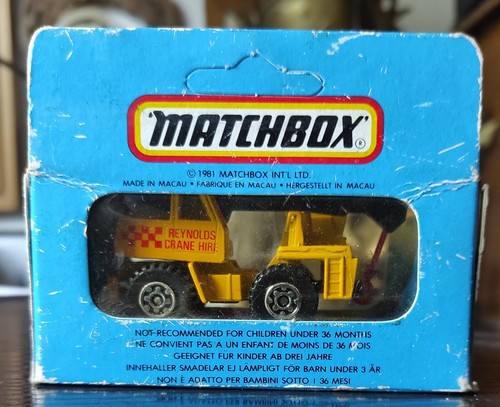 'MATCHBOX'
®
© 1981 MATCHBOX INT'L LTD.
MADE IN MACAU • FABRIQUE EN MACAU • HERGESTELLT IN MACAU
REYNOLDS
CRANE HIRE
NOT RECOMMENDED FOR CHILDREN UNDER 36 MONTHS
NE CONVIENT PAS A UN ENFANT DE MOINS DE 36 MOIS
GEEIGNET FUR KINDER AB DREI JAHRE
INNEHALLER SMADELAR EJ LÄMPLIGT FÖR BARN UNDER 3 ÅR
NON È ADATTO PER BAMBINI SOTTO I 36 MESI